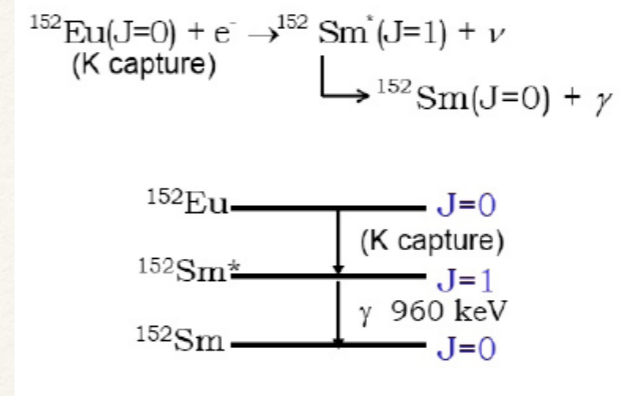 ¹⁵²Eu(J=0) + e⁻ →¹⁵² Sm*(J=1) + ν
(K capture)
¹⁵²Sm(J=0) + γ
¹⁵²Eu J=0
(K capture)
¹⁵²Sm* J=1
γ 960 keV
¹⁵²Sm J=0